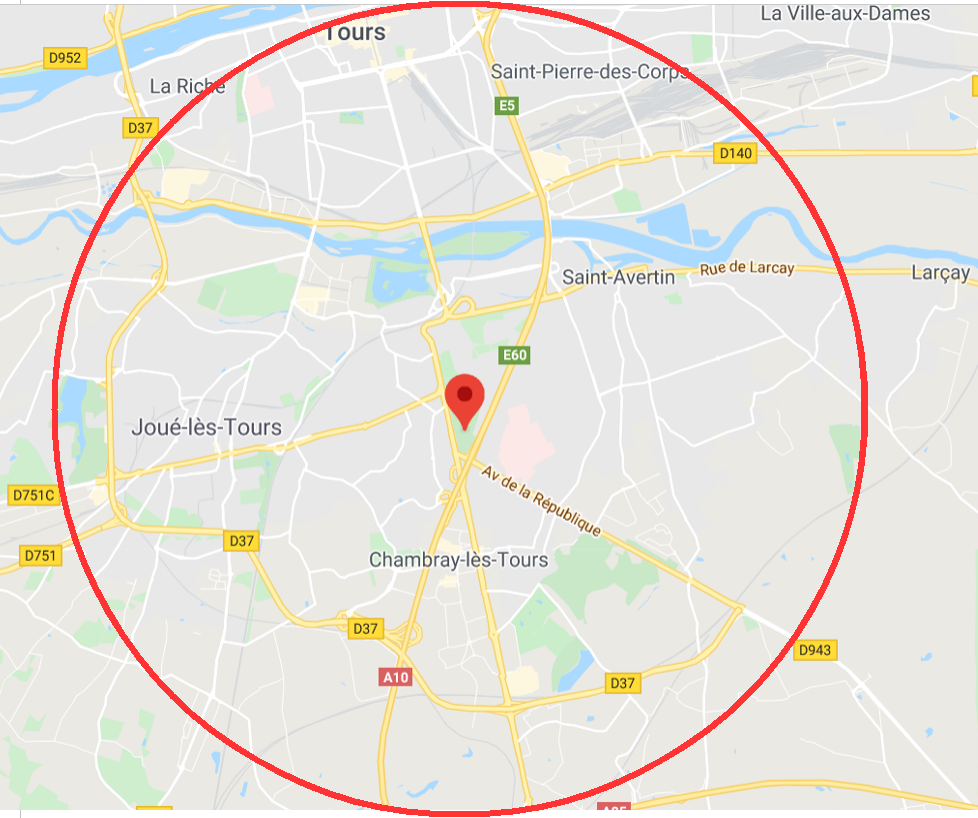 La Ville-aux-Dames
Tours
D952
Saint-Pierre-des-Corps
La Riche
E5
D37
D140
Rue de Larçay
Larçay
Saint-Avertin
E60
Joué-lès-Tours
Av de la République
D751C
D37
D751
Chambray-lès-Tours
D37
D943
A10
D37